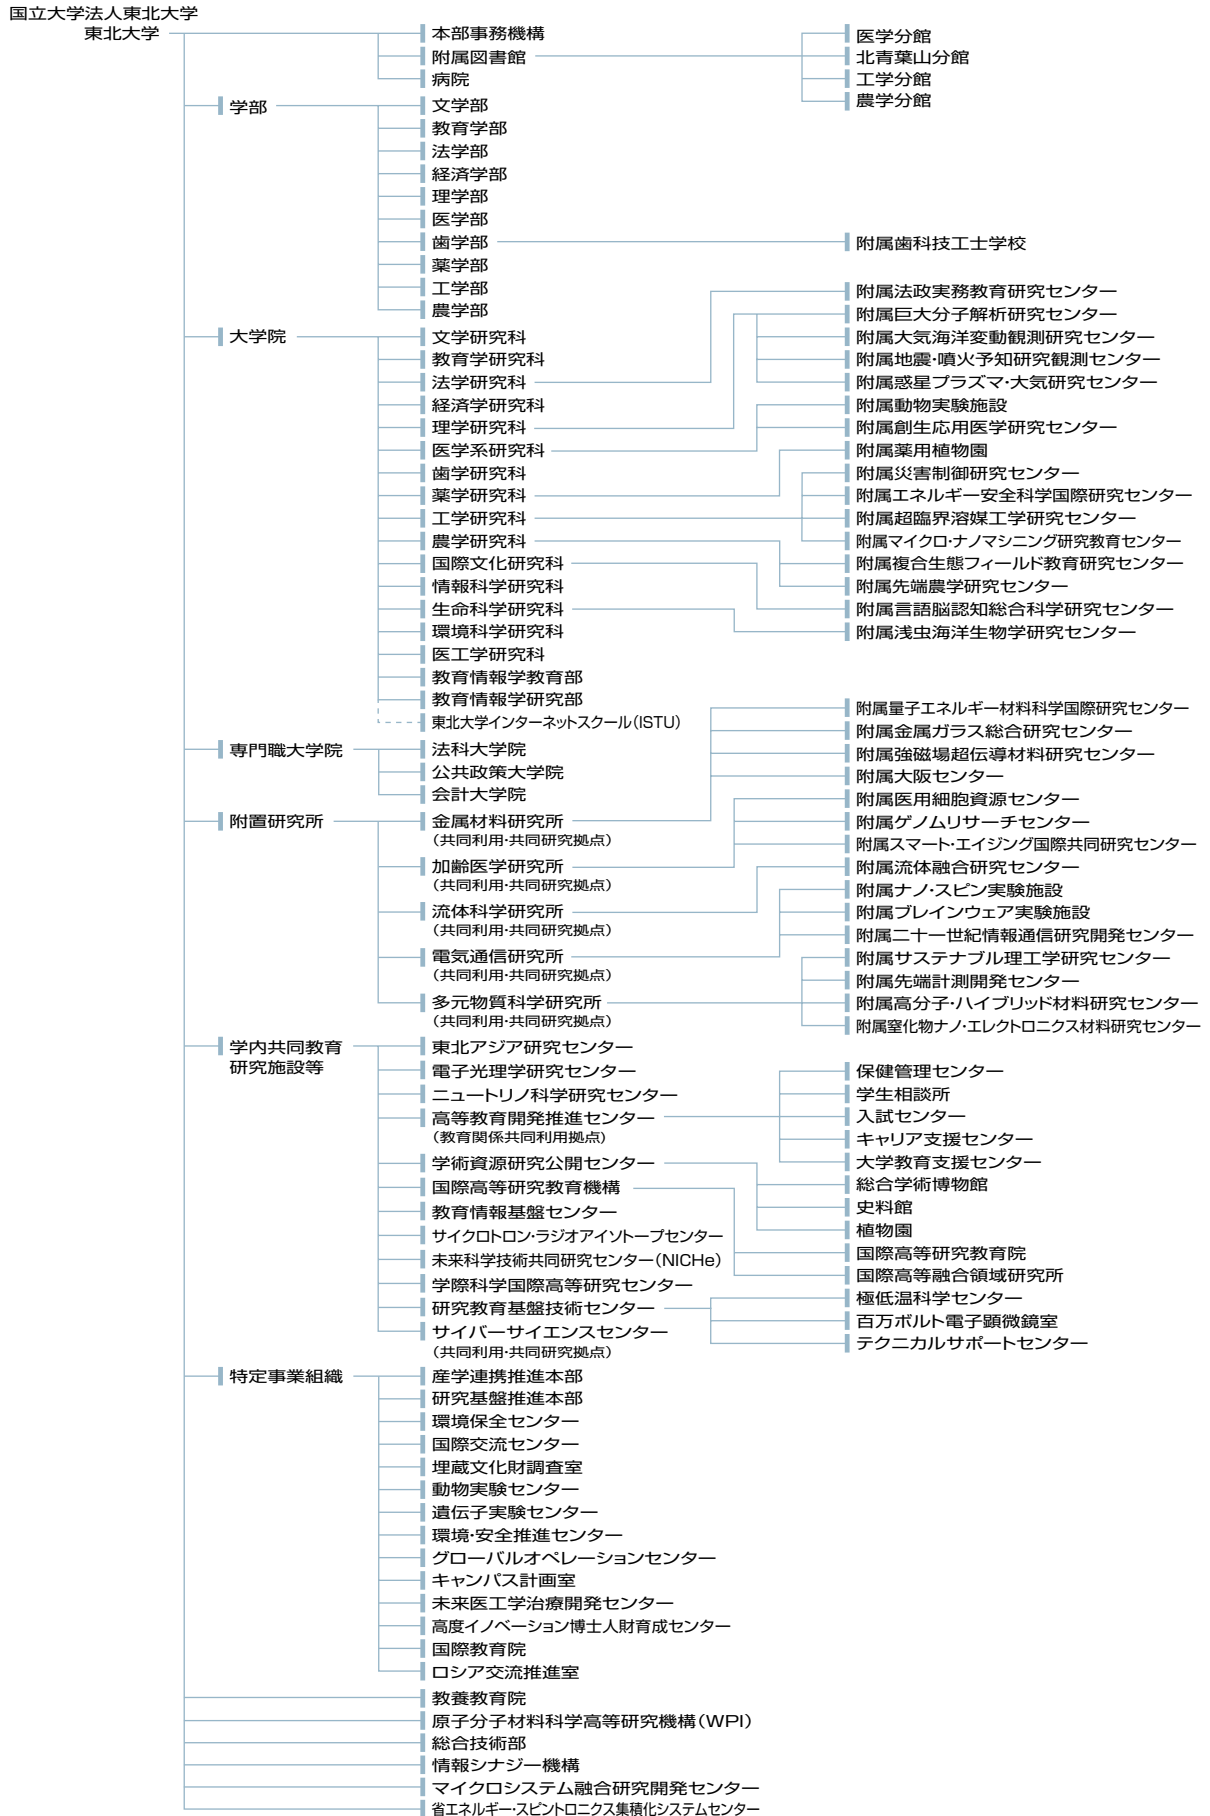 国立大学法人東北大学
東北大学
本部事務機構
附属図書館
医学分館
北青葉山分館
工学分館
農学分館
病院
学部
文学部
教育学部
法学部
経済学部
理学部
医学部
歯学部
附属歯科技工士学校
薬学部
工学部
農学部
大学院
文学研究科
教育学研究科
法学研究科
附属法政実務教育研究センター
経済学研究科
理学研究科
附属巨大分子解析研究センター
附属大気海洋変動観測研究センター
附属地震・噴火予知研究観測センター
附属惑星プラズマ・大気研究センター
医学系研究科
附属動物実験施設
附属創生応用医学研究センター
歯学研究科
薬学研究科
附属薬用植物園
工学研究科
附属災害制御研究センター
附属エネルギー安全科学国際研究センター
附属超臨界溶媒工学研究センター
附属マイクロ・ナノマシニング研究教育センター
農学研究科
附属複合生態フィールド教育研究センター
附属先端農学研究センター
国際文化研究科
附属言語脳認知総合科学研究センター
情報科学研究科
生命科学研究科
附属浅虫海洋生物学研究センター
環境科学研究科
医工学研究科
教育情報学教育部
教育情報学研究部
東北大学インターネットスクール(ISTU)
専門職大学院
法科大学院
公共政策大学院
会計大学院
附置研究所
金属材料研究所
(共同利用・共同研究拠点)
附属量子エネルギー材料科学国際研究センター
附属金属ガラス総合研究センター
附属強磁場超伝導材料研究センター
附属大阪センター
加齢医学研究所
(共同利用・共同研究拠点)
附属医用細胞資源センター
附属ゲノムリサーチセンター
附属スマート・エイジング国際共同研究センター
流体科学研究所
(共同利用・共同研究拠点)
附属流体融合研究センター
電気通信研究所
(共同利用・共同研究拠点)
附属ナノ・スピン実験施設
附属ブレインウェア実験施設
附属二十一世紀情報通信研究開発センター
多元物質科学研究所
(共同利用・共同研究拠点)
附属サステナブル理工学研究センター
附属先端計測開発センター
附属高分子・ハイブリッド材料研究センター
附属窒化物ナノ・エレクトロニクス材料研究センター
学内共同教育
研究施設等
東北アジア研究センター
電子光理学研究センター
ニュートリノ科学研究センター
高等教育開発推進センター
(教育関係共同利用拠点)
保健管理センター
学生相談所
入試センター
キャリア支援センター
大学教育支援センター
学術資源研究公開センター
総合学術博物館
史料館
植物園
国際高等研究教育機構
国際高等研究教育院
国際高等融合領域研究所
教育情報基盤センター
サイクロトロン・ラジオアイソトープセンター
未来科学技術共同研究センター(NICHe)
学際科学国際高等研究センター
研究教育基盤技術センター
極低温科学センター
百万ボルト電子顕微鏡室
テクニカルサポートセンター
サイバーサイエンスセンター
(共同利用・共同研究拠点)
特定事業組織
産学連携推進本部
研究基盤推進本部
環境保全センター
国際交流センター
埋蔵文化財調査室
動物実験センター
遺伝子実験センター
環境・安全推進センター
グローバルオペレーションセンター
キャンパス計画室
未来医工学治療開発センター
高度イノベーション博士人財育成センター
国際教育院
ロシア交流推進室
教養教育院
原子分子材料科学高等研究機構(WPI)
総合技術部
情報シナジー機構
マイクロシステム融合研究開発センター
省エネルギー・スピントロニクス集積化システムセンター